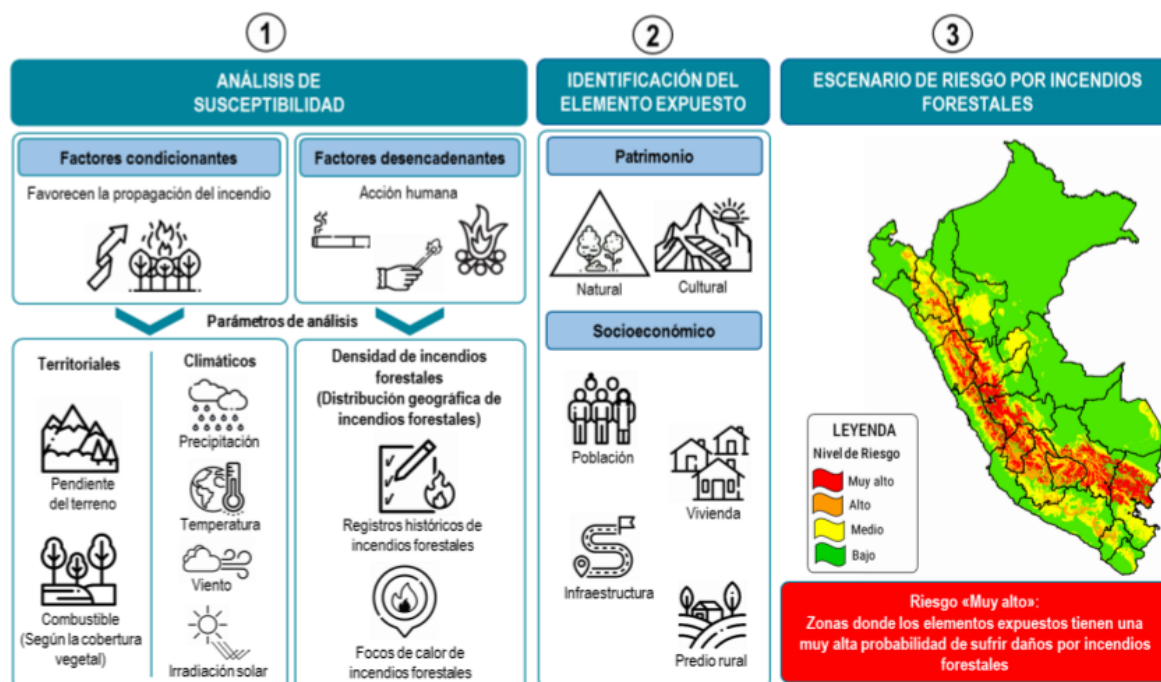 1
ANÁLISIS DE
SUSCEPTIBILIDAD
Factores condicionantes
Favorecen la propagación del incendio
Factores desencadenantes
Acción humana
Parámetros de análisis
Territoriales
Pendiente
del terreno
Combustible
(Según la cobertura
vegetal)
Climáticos
Precipitación
Temperatura
Viento
Irradiación solar
Densidad de incendios
forestales
(Distribución geográfica de
incendios forestales)
Registros históricos de
incendios forestales
Focos de calor de
incendios forestales
2
IDENTIFICACIÓN DEL
ELEMENTO EXPUESTO
Patrimonio
Natural
Cultural
Socioeconómico
Población
Vivienda
Infraestructura
Predio rural
3
ESCENARIO DE RIESGO POR INCENDIOS
FORESTALES
LEYENDA
Nivel de Riesgo
Muy alto
Alto
Medio
Bajo
Riesgo «Muy alto»:
Zonas donde los elementos expuestos tienen una
muy alta probabilidad de sufrir daños por incendios
forestales